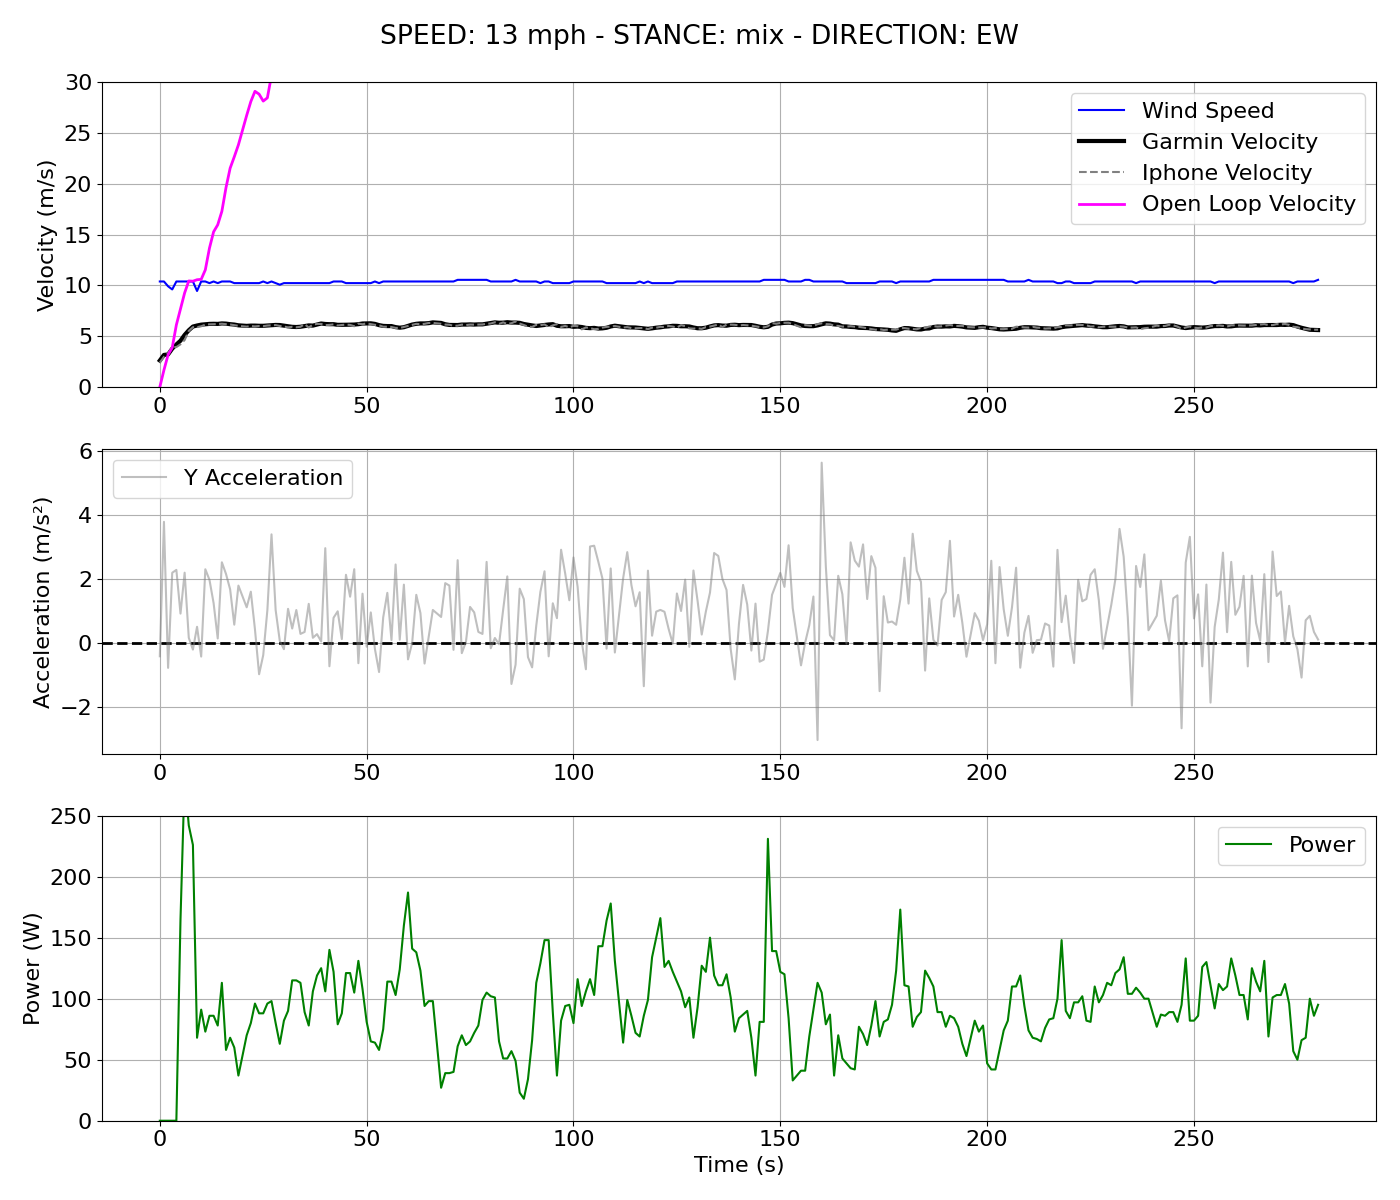 SPEED: 13 mph - STANCE: mix - DIRECTION: EW
Velocity (m/s)
30
25
20
15
10
5
0
Wind Speed
Garmin Velocity
Iphone Velocity
Open Loop Velocity
0 50 100 150 200 250
Acceleration (m/s²)
6
4
2
0
−2
Y Acceleration
0 50 100 150 200 250
Power (W)
250
200
150
100
50
0
Power
0 50 100 150 200 250
Time (s)